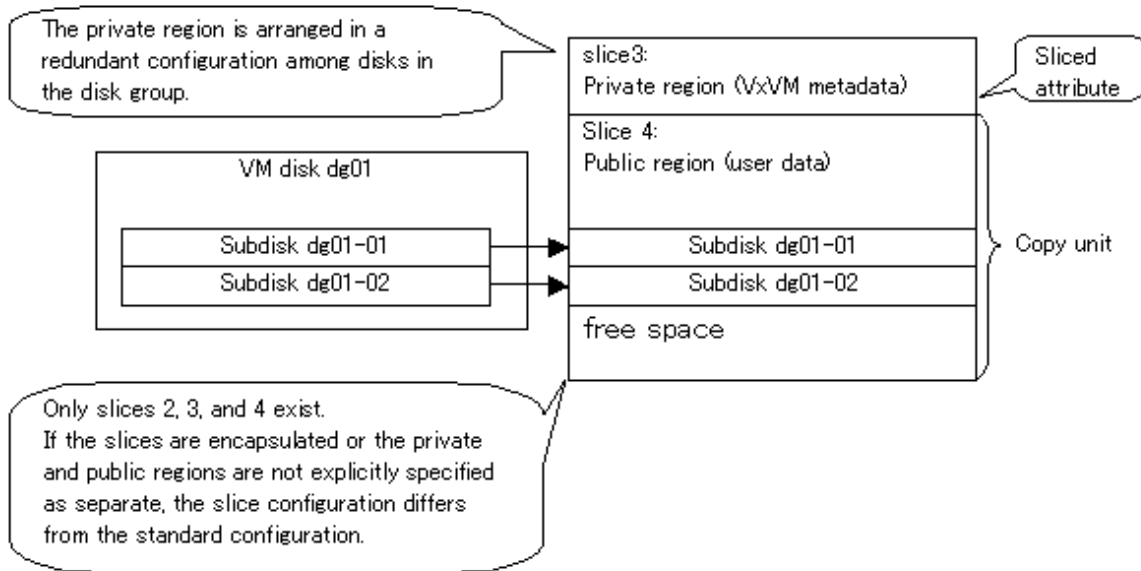 The private region is arranged in a
redundant configuration among disks in
the disk group.
slice3:
Private region (VxVM metadata)
Sliced
attribute
Slice 4:
Public region (user data)
VM disk dg01
Subdisk dg01-01
Subdisk dg01-02
Subdisk dg01-01
Subdisk dg01-02
free space
Copy unit
Only slices 2, 3, and 4 exist.
If the slices are encapsulated or the private
and public regions are not explicitly specified
as separate, the slice configuration differs
from the standard configuration.